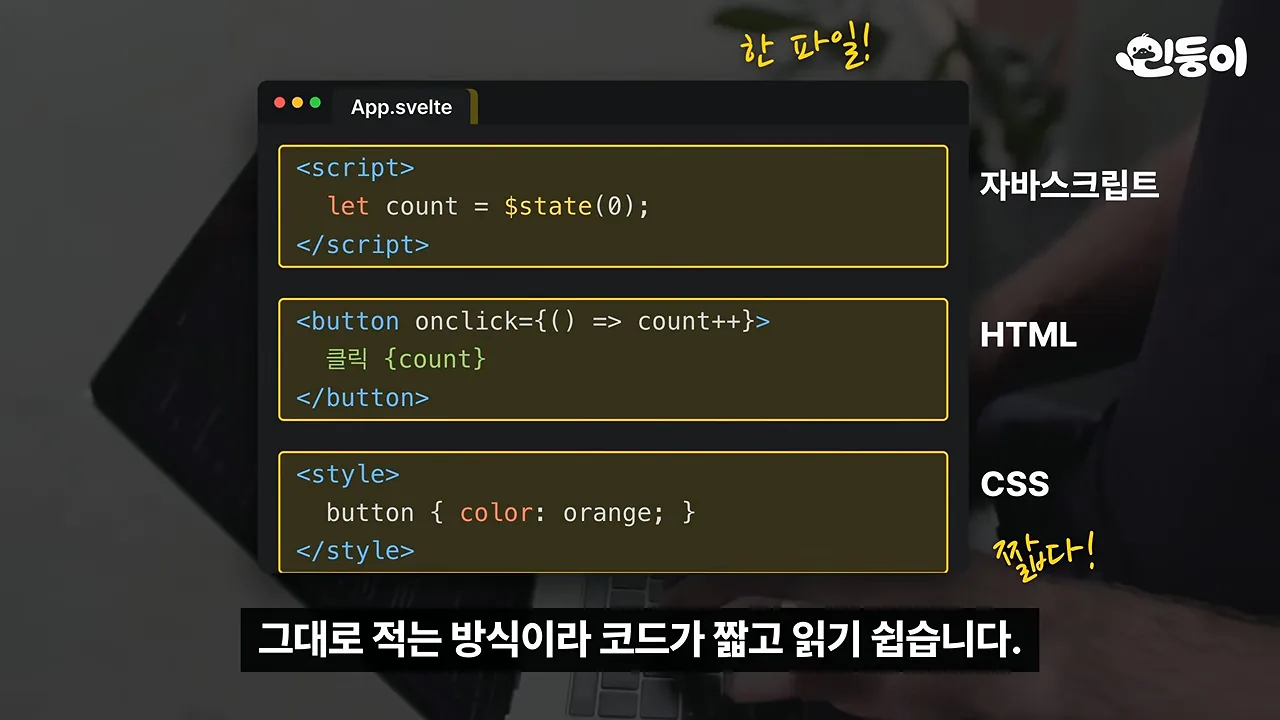 한 파일!
인둥이
App.svelte
<script>
let count = $state(0);
</script>
자바스크립트
<button onclick={() => count++}>
클릭 {count}
</button>
HTML
<style>
button { color: orange; }
</style>
CSS
짧다!
그대로 적는 방식이라 코드가 짧고 읽기 쉽습니다.